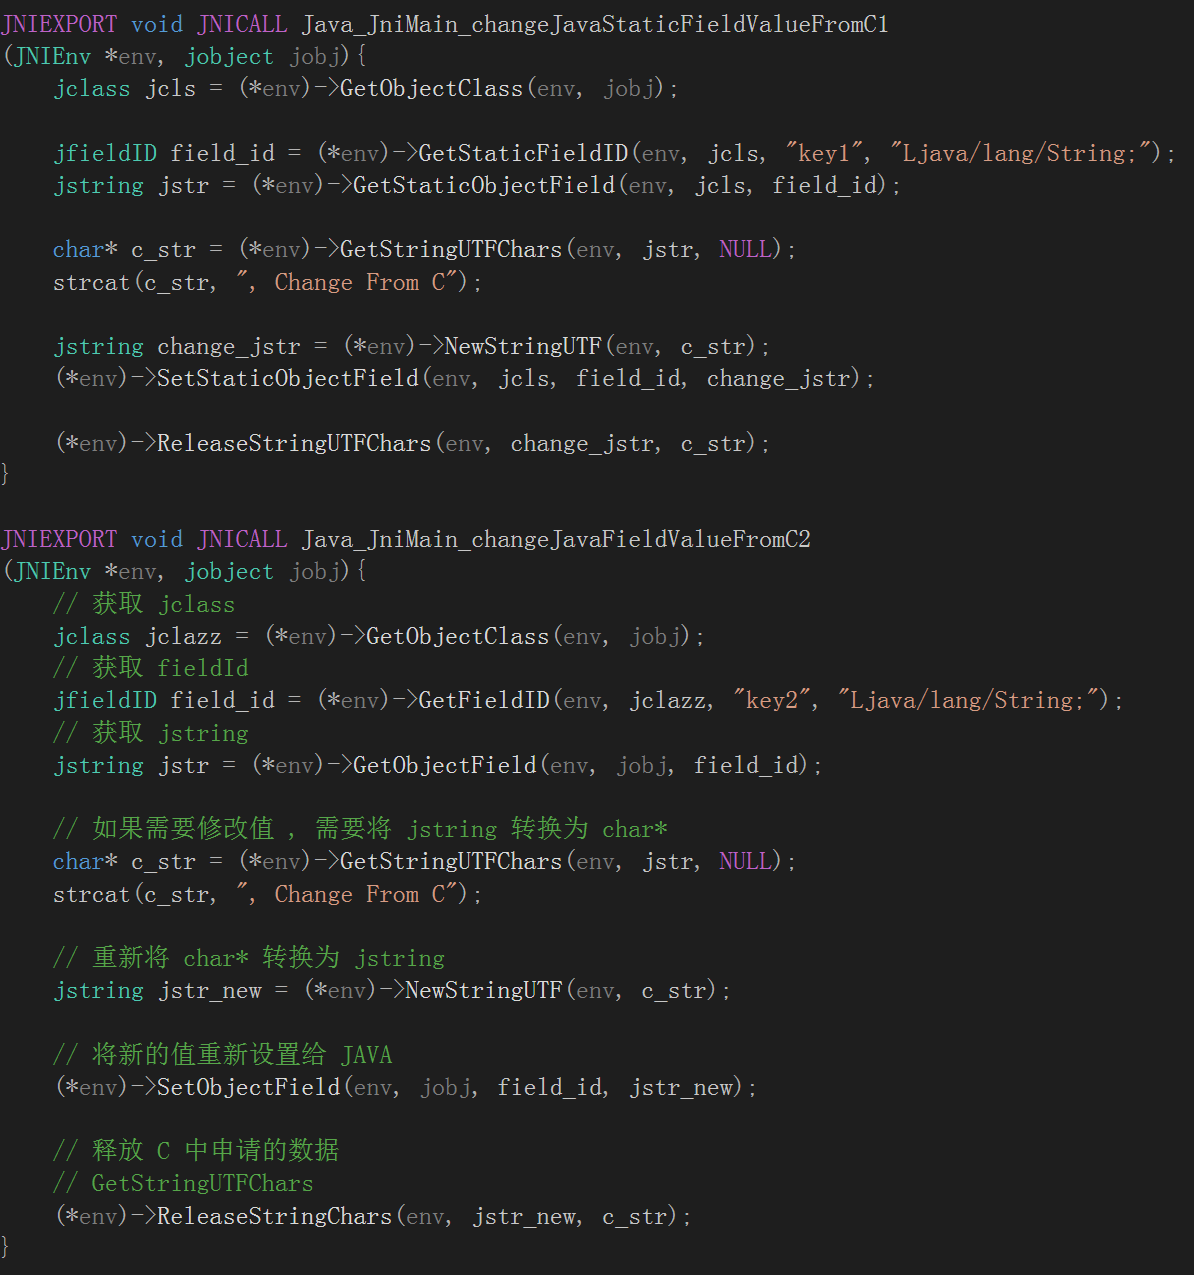 JNIEXPORT void JNICALL Java_JniMain_changeJavaStaticFieldValueFromC1
(JNIEnv *env, jobject jobj){
    jclass jcls = (*env)->GetObjectClass(env, jobj);

    jfieldID field_id = (*env)->GetStaticFieldID(env, jcls, "key1", "Ljava/lang/String;");
    jstring jstr = (*env)->GetStaticObjectField(env, jcls, field_id);

    char* c_str = (*env)->GetStringUTFChars(env, jstr, NULL);
    strcat(c_str, ", Change From C");

    jstring change_jstr = (*env)->NewStringUTF(env, c_str);
    (*env)->SetStaticObjectField(env, jcls, field_id, change_jstr);

    (*env)->ReleaseStringUTFChars(env, change_jstr, c_str);
}

JNIEXPORT void JNICALL Java_JniMain_changeJavaFieldValueFromC2
(JNIEnv *env, jobject jobj){
    // 获取 jclass
    jclass jclazz = (*env)->GetObjectClass(env, jobj);
    // 获取 fieldId
    jfieldID field_id = (*env)->GetFieldID(env, jclazz, "key2", "Ljava/lang/String;");
    // 获取 jstring
    jstring jstr = (*env)->GetObjectField(env, jobj, field_id);

    // 如果需要修改值 , 需要将 jstring 转换为 char*
    char* c_str = (*env)->GetStringUTFChars(env, jstr, NULL);
    strcat(c_str, ", Change From C");

    // 重新将 char* 转换为 jstring
    jstring jstr_new = (*env)->NewStringUTF(env, c_str);

    // 将新的值重新设置给 JAVA
    (*env)->SetObjectField(env, jobj, field_id, jstr_new);

    // 释放 C 中申请的数据
    // GetStringUTFChars
    (*env)->ReleaseStringChars(env, jstr_new, c_str);
}